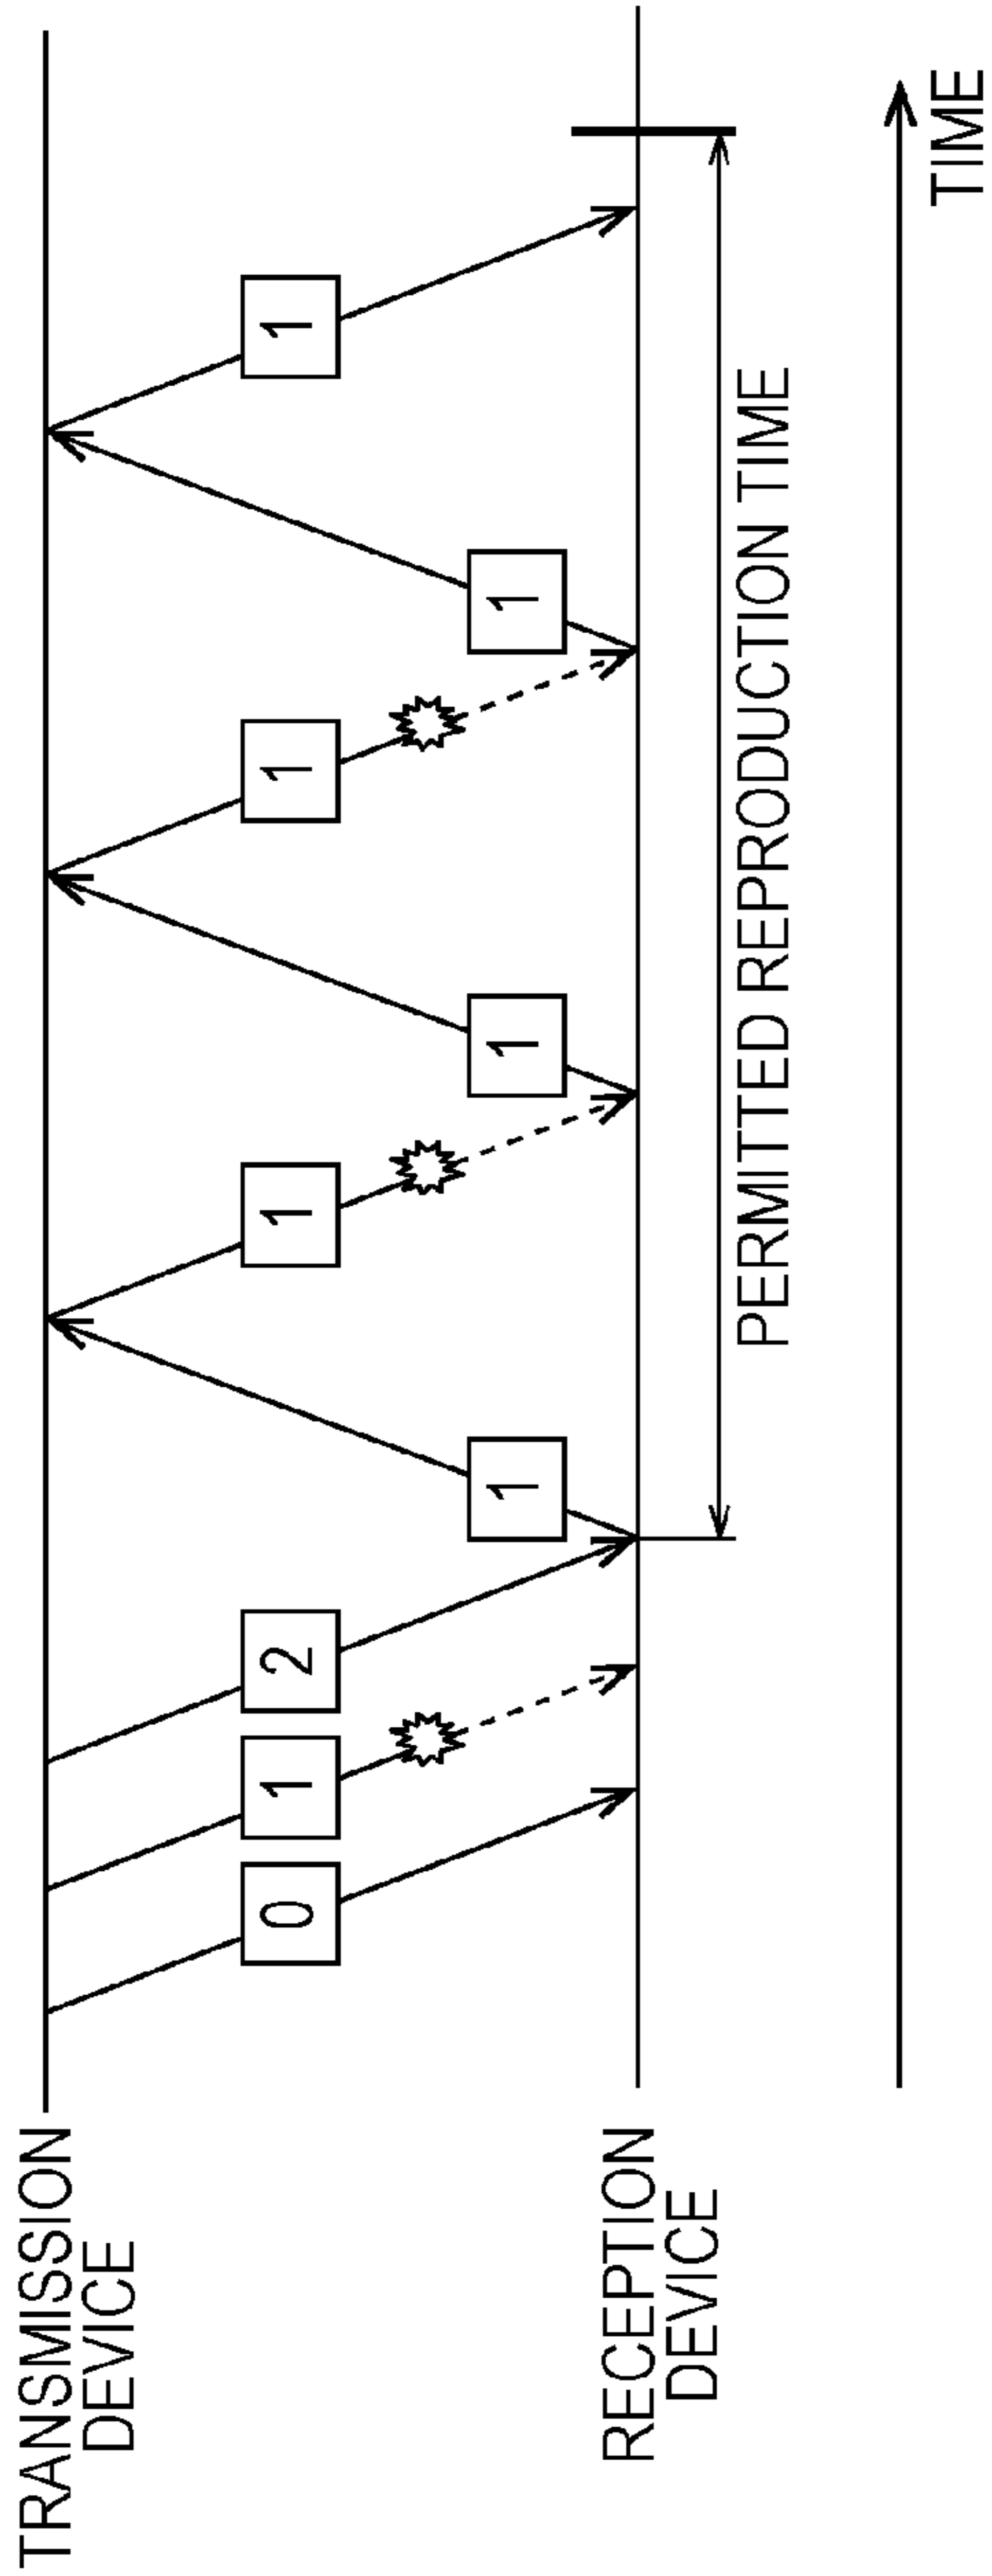 TRANSMISSION
DEVICE
0
1
2
1
1
1
1
1
1
RECEPTION
DEVICE
PERMITTED REPRODUCTION TIME
TIME